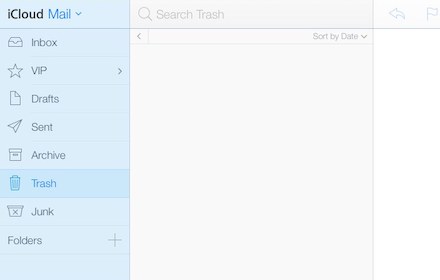 iCloud Mail
Search Trash
Sort by Date
Inbox
VIP
Drafts
Sent
Archive
Trash
Junk
Folders